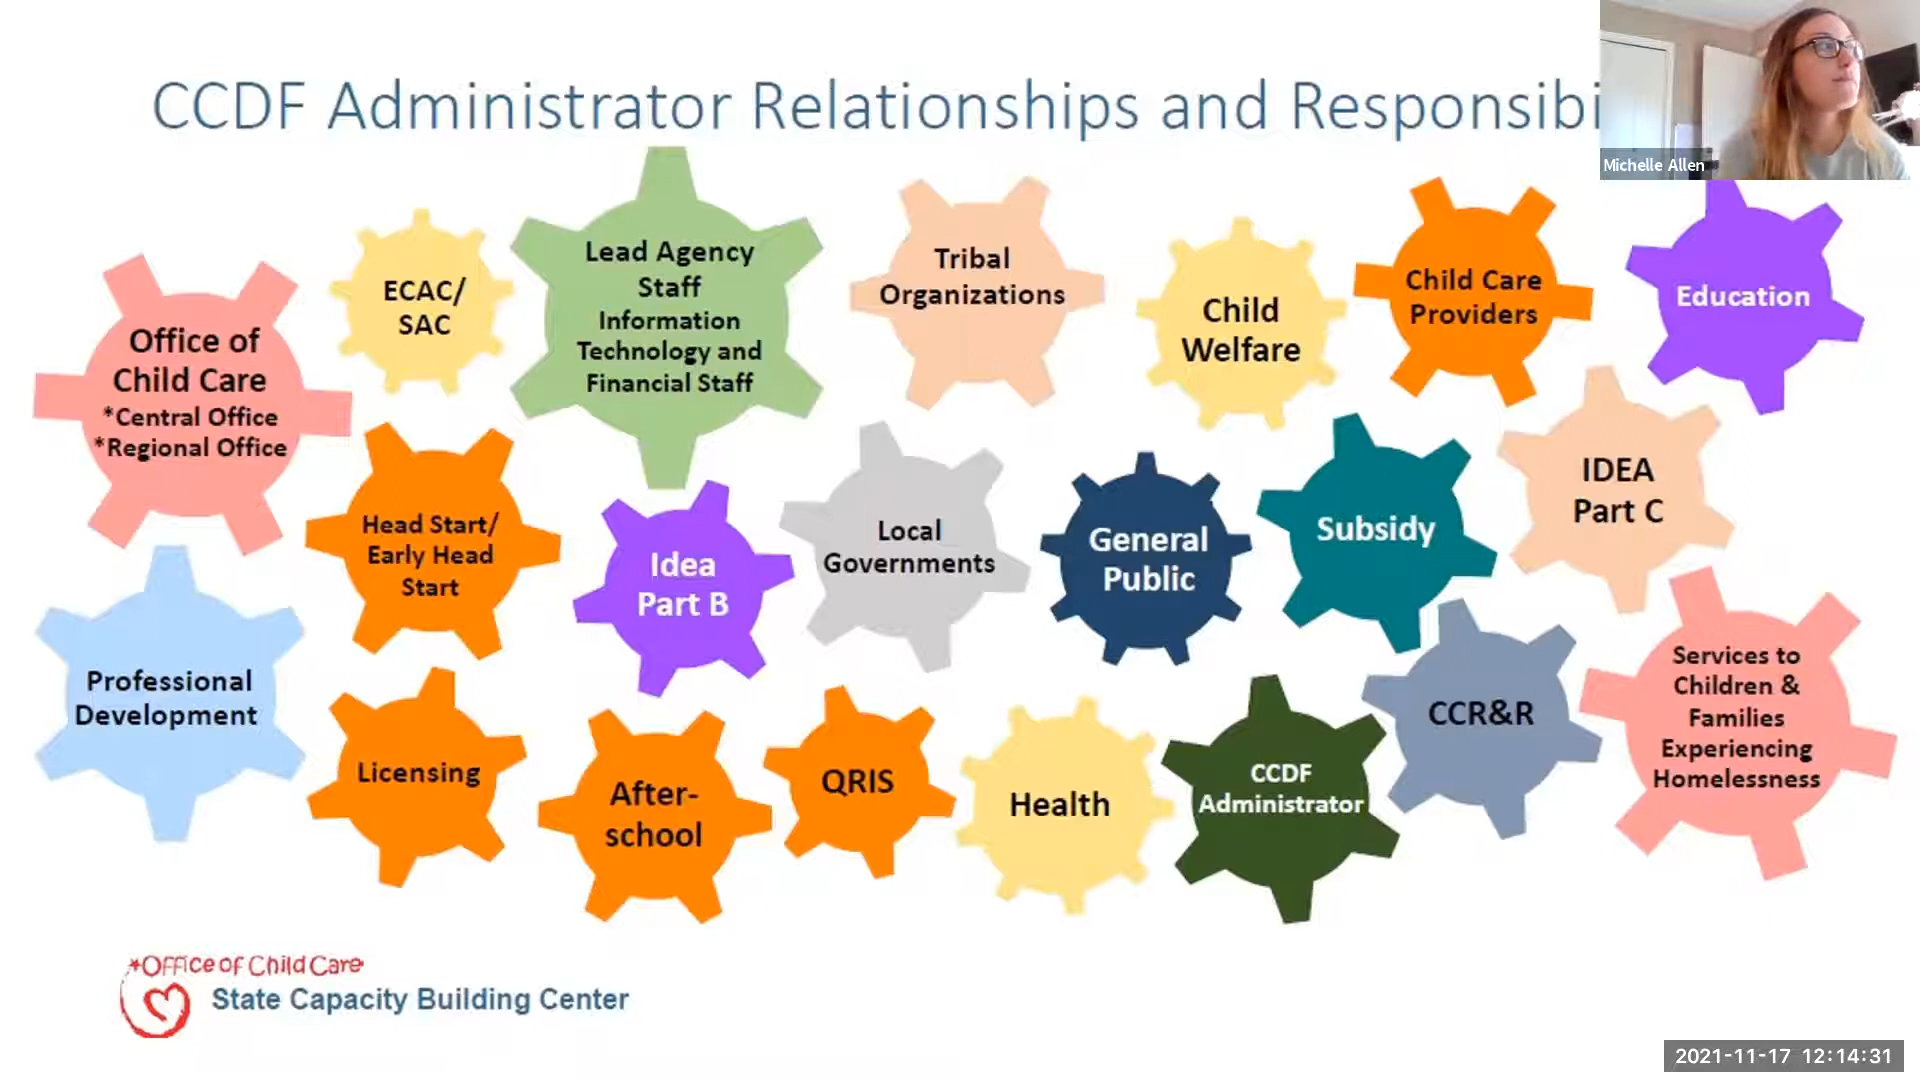 CCDF Administrator Relationships and Responsibi
Michelle Allen
Office of
Child Care
*Central Office
*Regional Office
ECAC/
SAC
Lead Agency
Staff
Information
Technology and
Financial Staff
Tribal
Organizations
Child
Welfare
Child Care
Providers
Education
Head Start/
Early Head
Start
Idea
Part B
Local
Governments
General
Public
Subsidy
IDEA
Part C
Professional
Development
Licensing
After-
school
QRIS
Health
CCDF
Administrator
CCR&R
Services to
Children &
Families
Experiencing
Homelessness
*Office of Child Care
State Capacity Building Center
2021-11-17 12:14:31